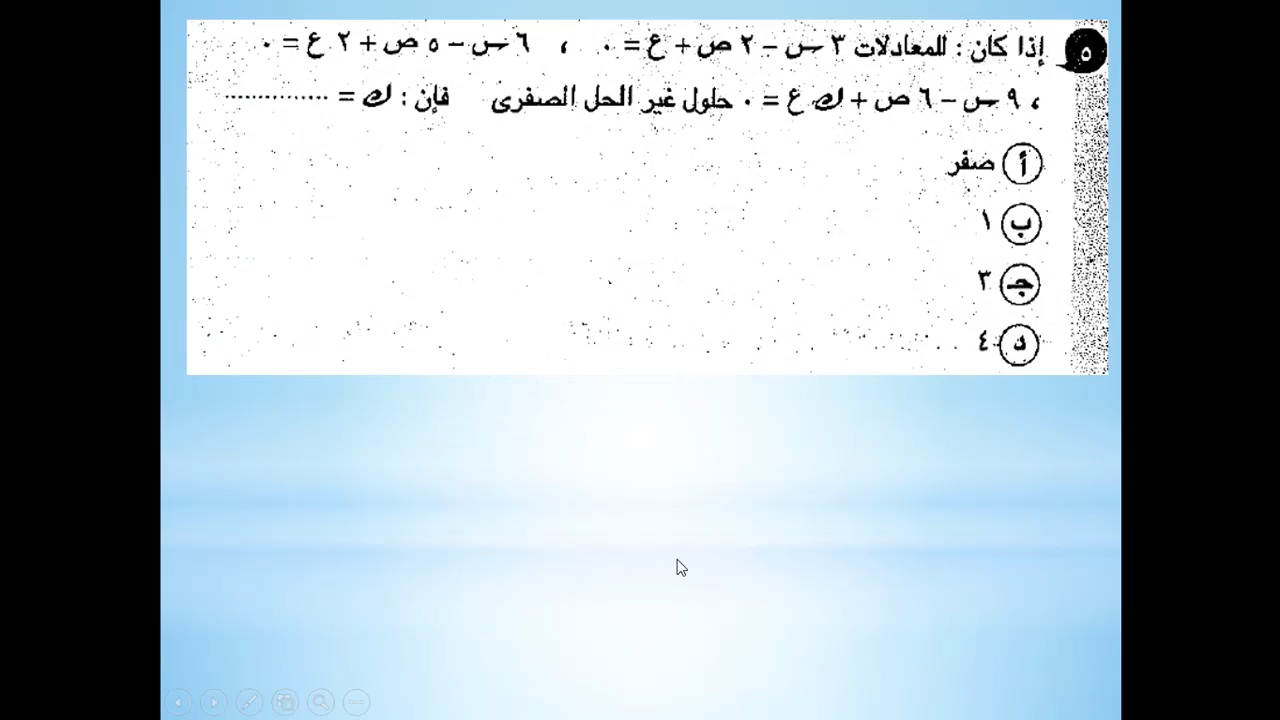 ٥ إذا كان : للمعادلات ٣ س − ٢ ص + ع = ٠ ، ٦ س − ٥ ص + ٢ ع = ٠
، ٩ س − ٦ ص + ك ع = ٠ حلول غير الحل الصفرى فإن : ك = ...............
أ صفر
ب ١
جـ ٣
د ٤